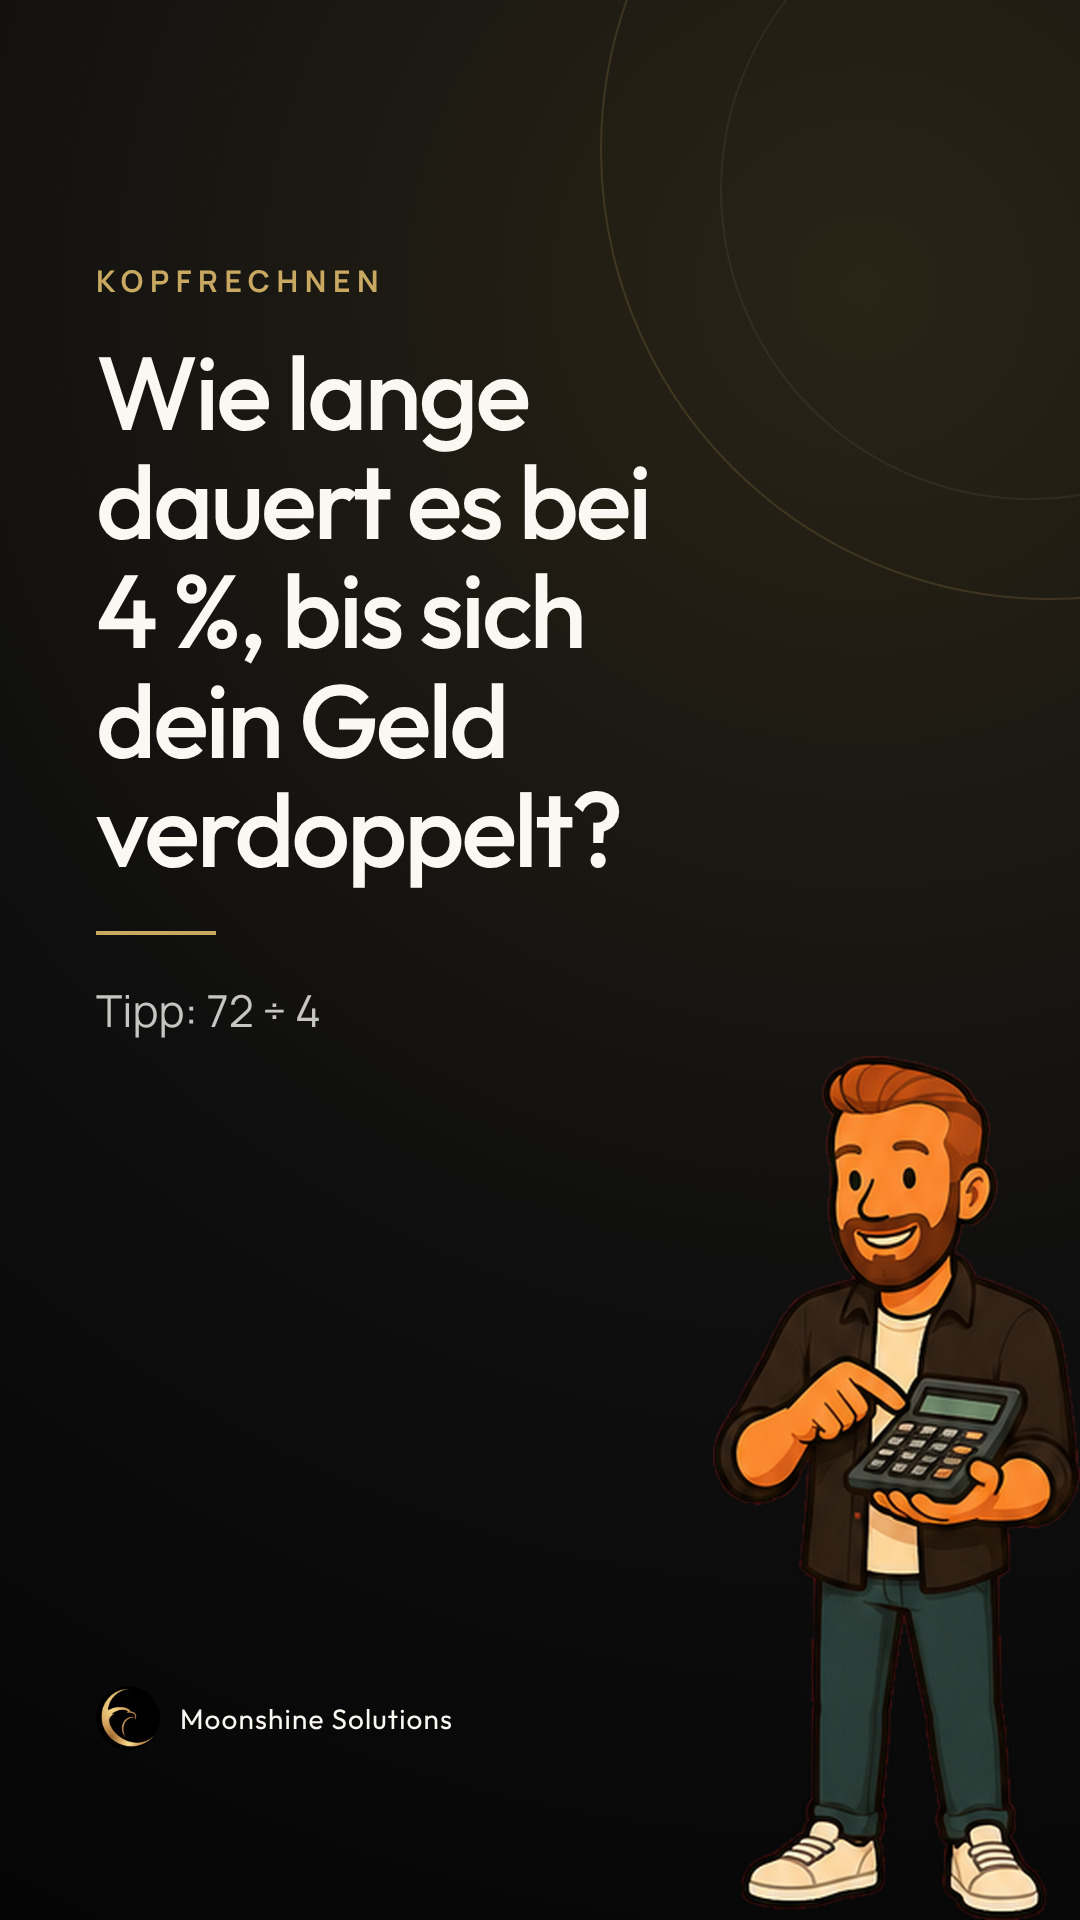 KOPFRECHNEN
Wie lange
dauert es bei
4 %, bis sich
dein Geld
verdoppelt?
Tipp: 72 ÷ 4
Moonshine Solutions